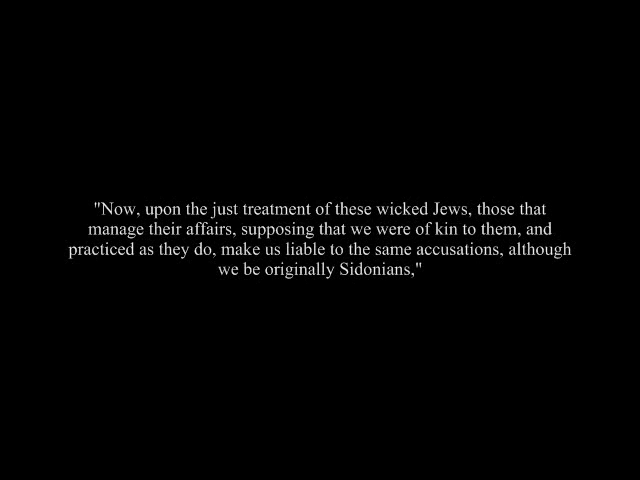 "Now, upon the just treatment of these wicked Jews, those that
manage their affairs, supposing that we were of kin to them, and
practiced as they do, make us liable to the same accusations, although
we be originally Sidonians,"